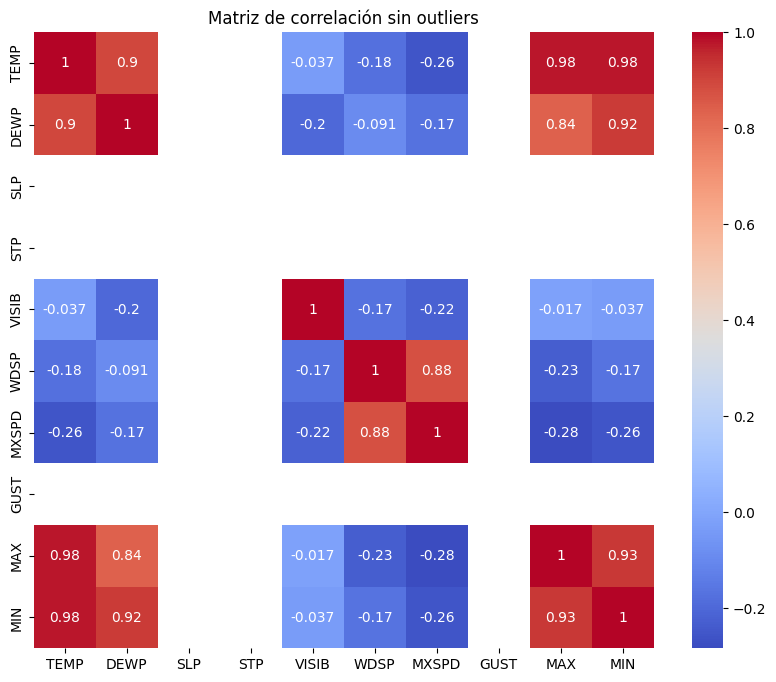 Matriz de correlación sin outliers
TEMP 1 0.9 -0.037 -0.18 -0.26 0.98 0.98
DEWP 0.9 1 -0.2 -0.091 -0.17 0.84 0.92
SLP
STP
VISIB -0.037 -0.2 1 -0.17 -0.22 -0.017 -0.037
WDSP -0.18 -0.091 -0.17 1 0.88 -0.23 -0.17
MXSPD -0.26 -0.17 -0.22 0.88 1 -0.28 -0.26
GUST
MAX 0.98 0.84 -0.017 -0.23 -0.28 1 0.93
MIN 0.98 0.92 -0.037 -0.17 -0.26 0.93 1
TEMP DEWP SLP STP VISIB WDSP MXSPD GUST MAX MIN
1.0
0.8
0.6
0.4
0.2
0.0
−0.2